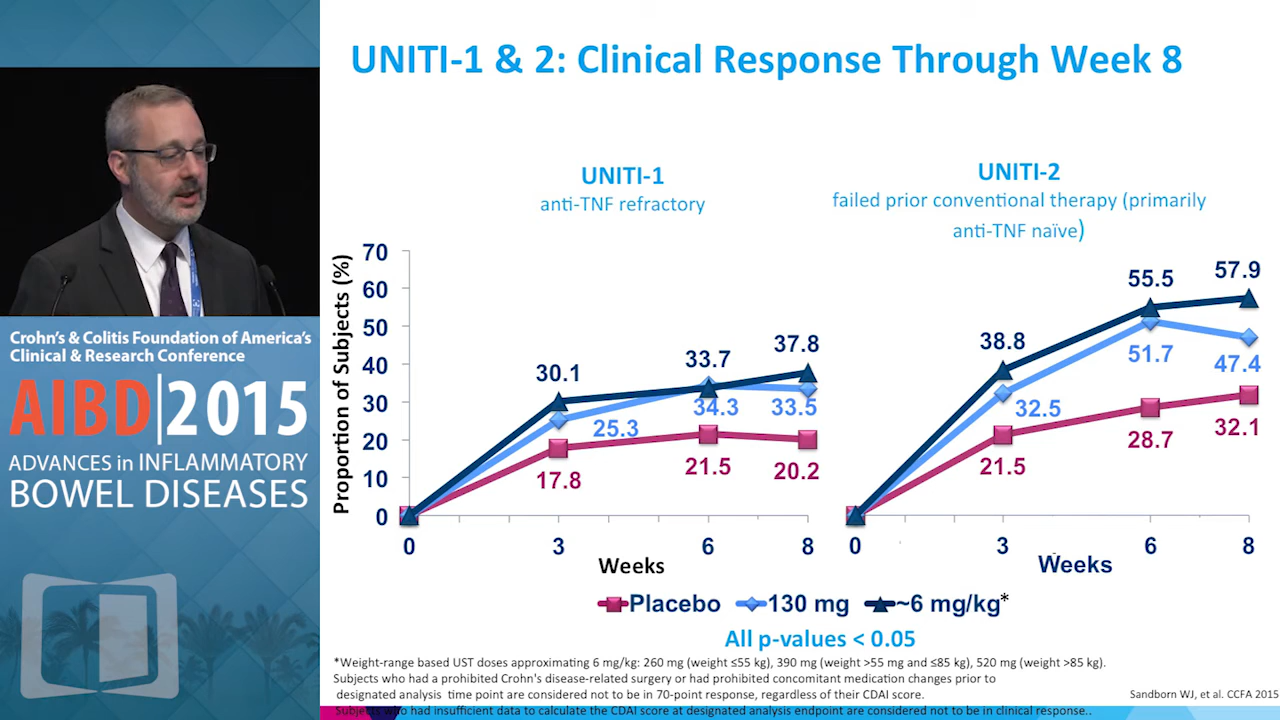 UNITI-1 & 2: Clinical Response Through Week 8
UNITI-1
anti-TNF refractory
UNITI-2
failed prior conventional therapy (primarily
anti-TNF naïve)
Proportion of Subjects (%)
70
60
50
40
30
20
10
0
30.1
33.7
37.8
25.3
34.3
33.5
17.8
21.5
20.2
0 3 6 8
Weeks
38.8
55.5
57.9
32.5
51.7
47.4
21.5
28.7
32.1
0 3 6 8
Weeks
Placebo 130 mg ~6 mg/kg*
All p-values < 0.05
*Weight-range based UST doses approximating 6 mg/kg: 260 mg (weight ≤55 kg), 390 mg (weight >55 mg and ≤85 kg), 520 mg (weight >85 kg).
Subjects who had a prohibited Crohn's disease-related surgery or had prohibited concomitant medication changes prior to
designated analysis time point are considered not to be in 70-point response, regardless of their CDAI score.
Subjects who had insufficient data to calculate the CDAI score at designated analysis endpoint are considered not to be in clinical response..
Sandborn WJ, et al. CCFA 2015
Crohn's & Colitis Foundation of America's
Clinical & Research Conference
AIBD|2015
ADVANCES in INFLAMMATORY
BOWEL DISEASES